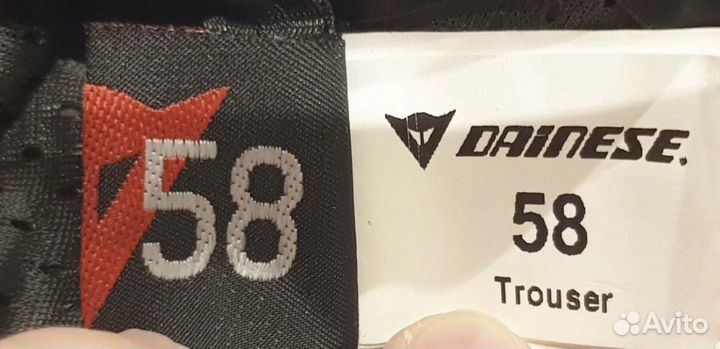 58
DAiNESE
58
Trouser
Avito